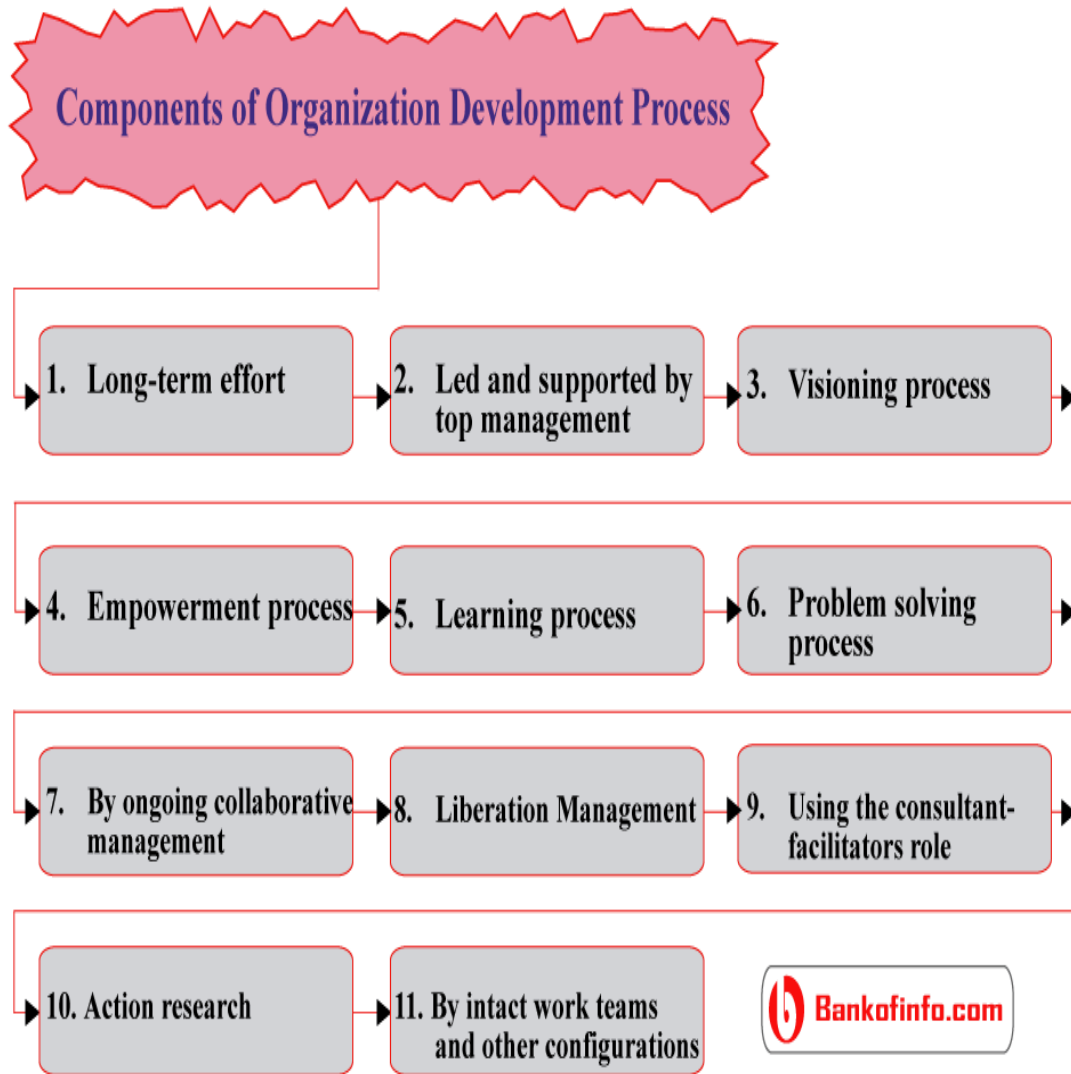 Components of Organization Development Process
1. Long-term effort
2. Led and supported by
top management
3. Visioning process
4. Empowerment process
5. Learning process
6. Problem solving
process
7. By ongoing collaborative
management
8. Liberation Management
9. Using the consultant-
facilitators role
10. Action research
11. By intact work teams
and other configurations
Bankofinfo.com